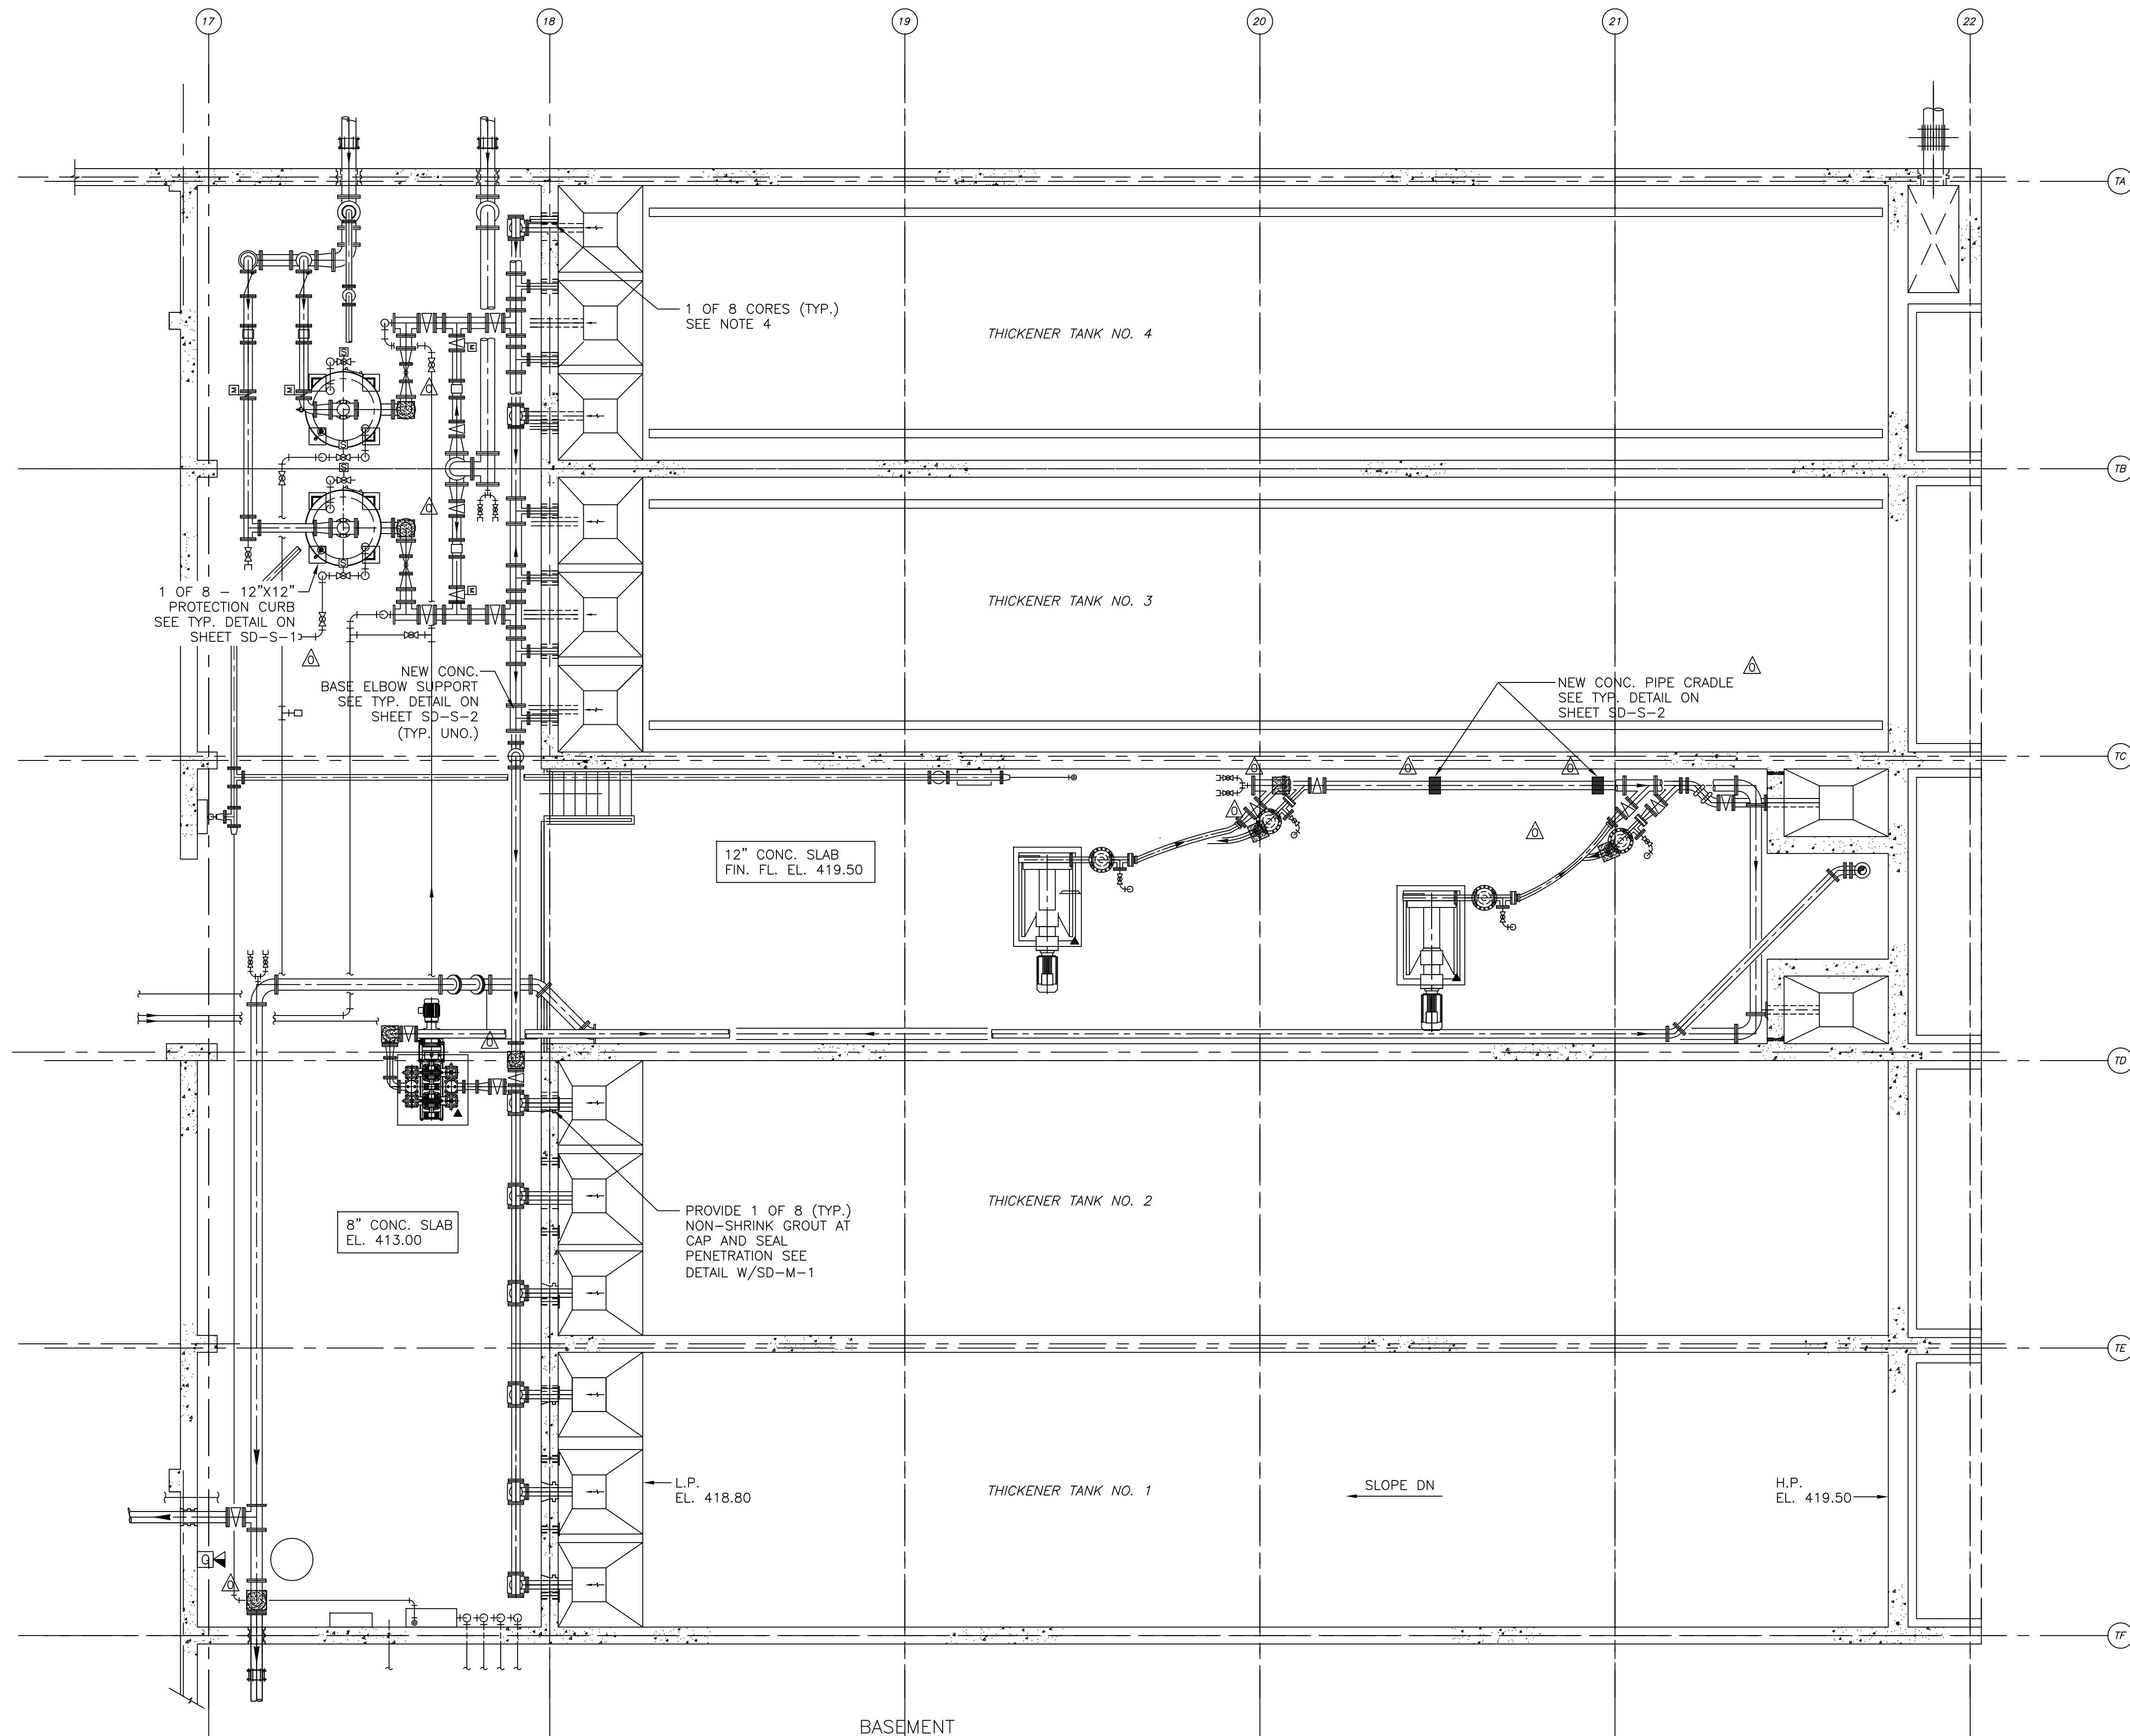 17
18
19
20
21
22
TA
1 OF 8 CORES (TYP.)
SEE NOTE 4
THICKENER TANK NO. 4
S
M
M
M
S
TB
S
S
1 OF 8 – 12"X12"
PROTECTION CURB
SEE TYP. DETAIL ON
SHEET SD-S-1
M
THICKENER TANK NO. 3
NEW CONC.
BASE ELBOW SUPPORT
SEE TYP. DETAIL ON
SHEET SD-S-2
(TYP. UNO.)
NEW CONC. PIPE CRADLE
SEE TYP. DETAIL ON
SHEET SD-S-2
TC
12" CONC. SLAB
FIN. FL. EL. 419.50
TD
8" CONC. SLAB
EL. 413.00
PROVIDE 1 OF 8 (TYP.)
NON-SHRINK GROUT AT
CAP AND SEAL
PENETRATION SEE
DETAIL W/SD-M-1
THICKENER TANK NO. 2
TE
L.P.
EL. 418.80
THICKENER TANK NO. 1
SLOPE DN
H.P.
EL. 419.50
TF
BASEMENT